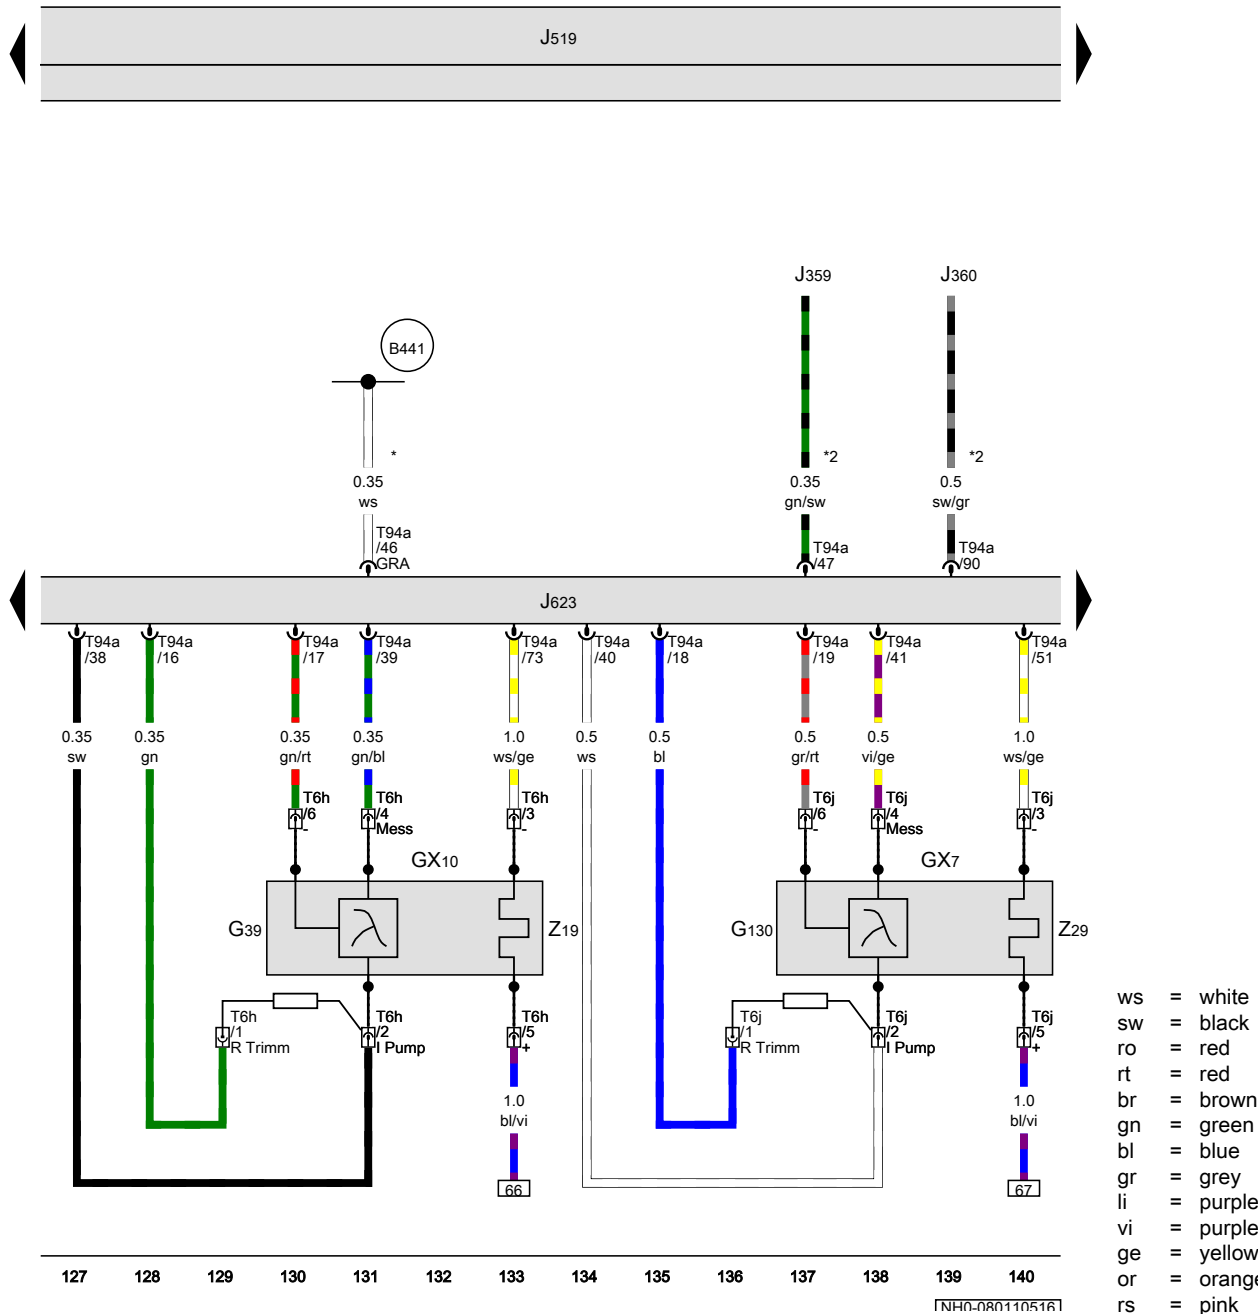 J519
J359
J360
B441
*
*2
*2
0.35
0.35
0.5
ws
gn/sw
sw/gr
T94a
/46
GRA
T94a
/47
T94a
/90
J623
T94a
/38
T94a
/16
T94a
/17
T94a
/39
T94a
/73
T94a
/40
T94a
/18
T94a
/19
T94a
/41
T94a
/51
0.35
0.35
0.35
0.35
1.0
0.5
0.5
0.5
0.5
1.0
sw
gn
gn/rt
gn/bl
ws/ge
ws
bl
gr/rt
vi/ge
ws/ge
T6h
/6
-
T6h
/4
Mess
T6h
/3
-
T6j
/6
-
T6j
/4
Mess
T6j
/3
-
GX10
GX7
G39
Z19
G130
Z29
T6h
/1
R Trimm
T6h
/2
I Pump
T6h
/5
+
T6j
/1
R Trimm
T6j
/2
I Pump
T6j
/5
+
1.0
bl/vi
1.0
bl/vi
66
67
127 128 129 130 131 132 133 134 135 136 137 138 139 140
NH0-080110516
ws = white
sw = black
ro = red
rt = red
br = brown
gn = green
bl = blue
gr = grey
li = purple
vi = purple
ge = yellow
or = orange
rs = pink